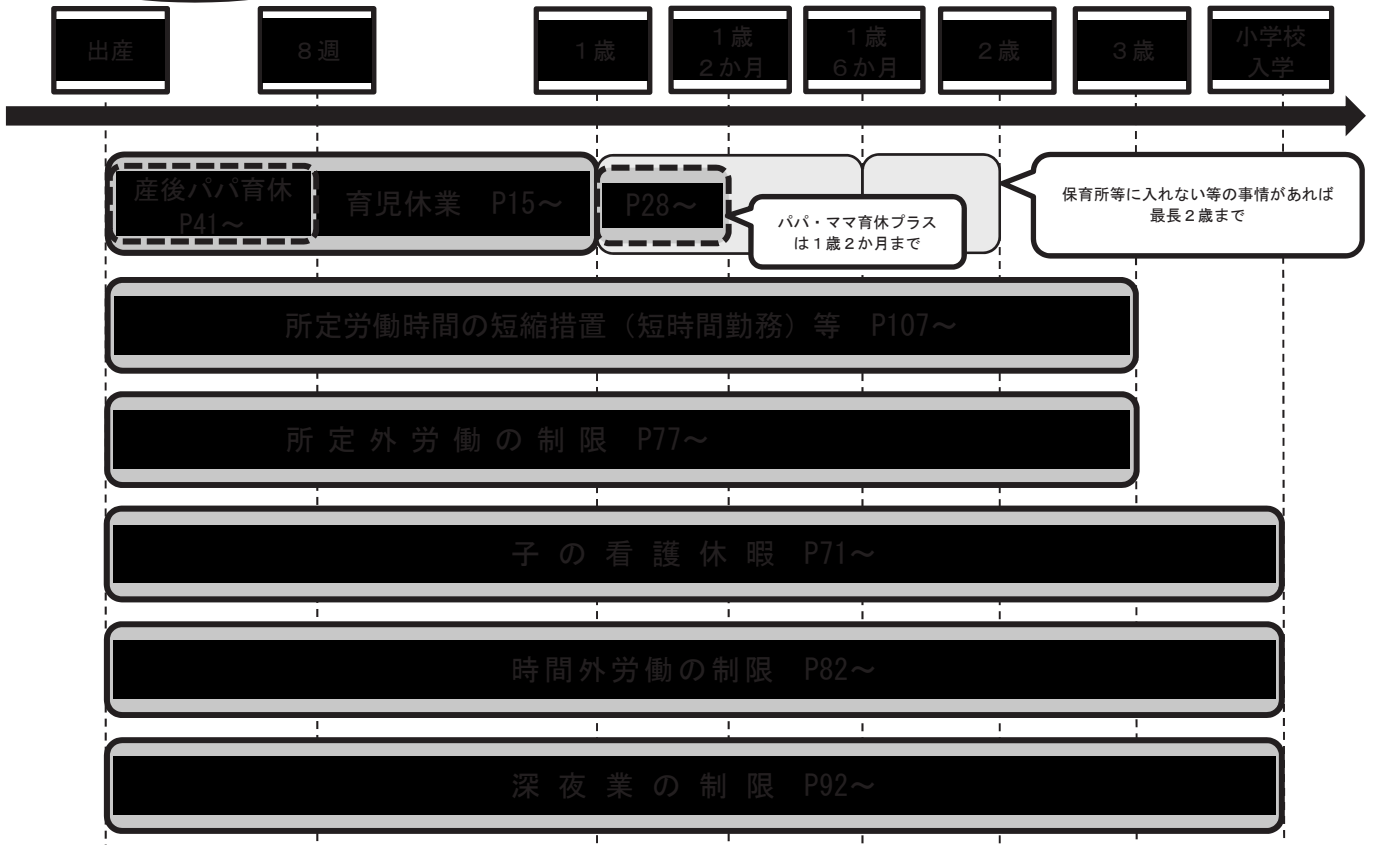 出産
８週
１歳
１歳
２か月
１歳
６か月
２歳
３歳
小学校
入学
産後パパ育休
P41～
育児休業　P15～
P28～
パパ・ママ育休プラス
は１歳２か月まで
保育所等に入れない等の事情があれば
最長２歳まで
所定労働時間の短縮措置（短時間勤務）等　P107～
所 定 外 労 働 の 制 限　P77～
子 の 看 護 休 暇　P71～
時間外労働の制限　P82～
深 夜 業 の 制 限　P92～